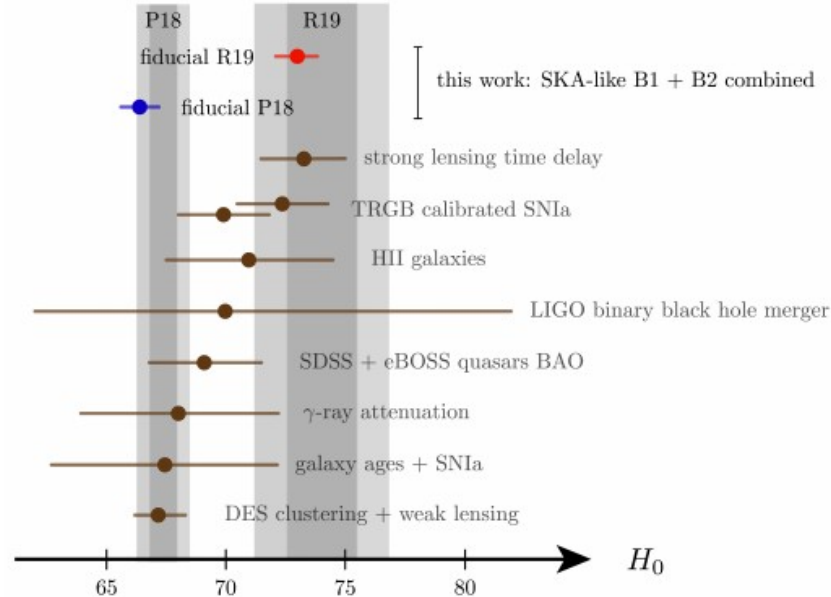 P18 R19
fiducial R19
this work: SKA-like B1 + B2 combined
fiducial P18
strong lensing time delay
TRGB calibrated SNIa
HII galaxies
LIGO binary black hole merger
SDSS + eBOSS quasars BAO
γ-ray attenuation
galaxy ages + SNIa
DES clustering + weak lensing
H₀
65 70 75 80